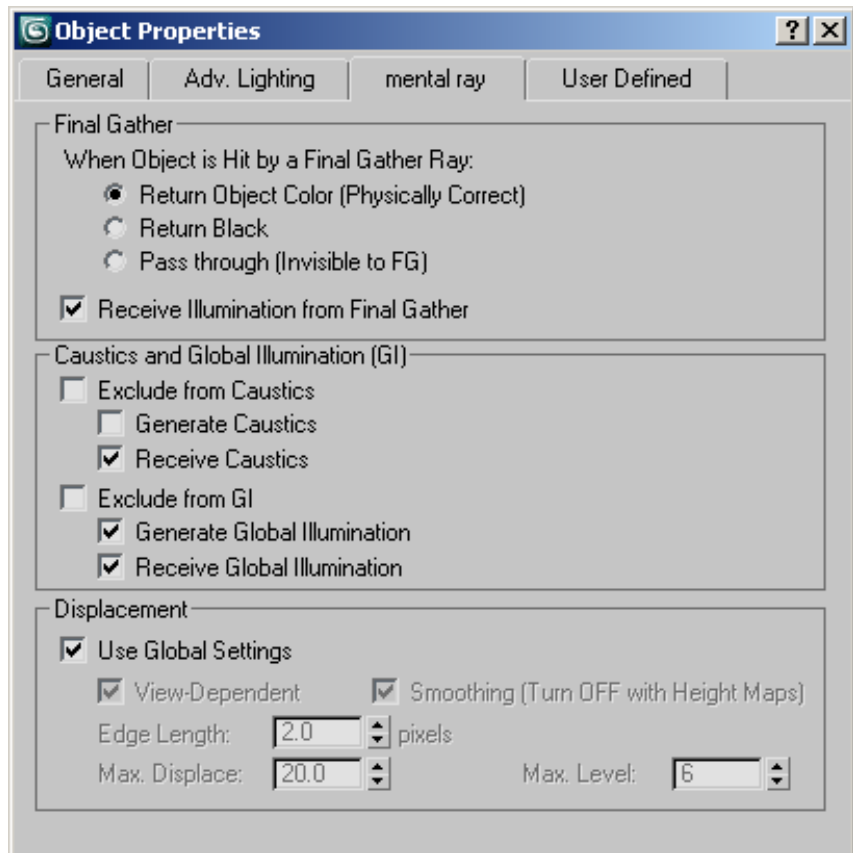 Object Properties
General Adv. Lighting mental ray User Defined
Final Gather
When Object is Hit by a Final Gather Ray:
Return Object Color (Physically Correct)
Return Black
Pass through (Invisible to FG)
Receive Illumination from Final Gather
Caustics and Global Illumination (GI)
Exclude from Caustics
Generate Caustics
Receive Caustics
Exclude from GI
Generate Global Illumination
Receive Global Illumination
Displacement
Use Global Settings
View-Dependent Smoothing (Turn OFF with Height Maps)
Edge Length: 2.0 pixels
Max. Displace: 20.0 Max. Level: 6